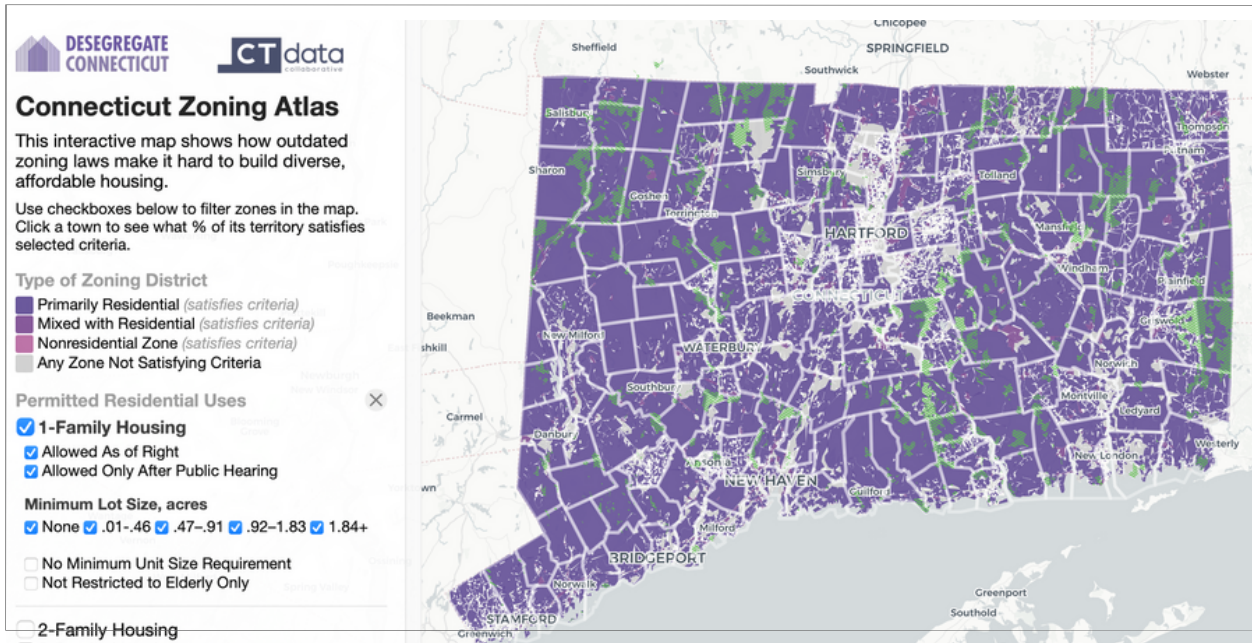 DESEGREGATE
CONNECTICUT
CTdata
collaborative
Connecticut Zoning Atlas
This interactive map shows how outdated
zoning laws make it hard to build diverse,
affordable housing.
Use checkboxes below to filter zones in the map.
Click a town to see what % of its territory satisfies
selected criteria.
Type of Zoning District
Primarily Residential (satisfies criteria)
Mixed with Residential (satisfies criteria)
Nonresidential Zone (satisfies criteria)
Any Zone Not Satisfying Criteria
Permitted Residential Uses
1-Family Housing
Allowed As of Right
Allowed Only After Public Hearing
Minimum Lot Size, acres
None .01-.46 .47–.91 .92–1.83 1.84+
No Minimum Unit Size Requirement
Not Restricted to Elderly Only
2-Family Housing
Chicopee
Sheffield
SPRINGFIELD
Southwick
Webster
Salisbury
Thompson
Putnam
Sharon
Simsbury
Tolland
Goshen
Torrington
Mansfield
HARTFORD
Windham
Plainfield
CONNECTICUT
Beekman
Griswold
New Milford
WATERBURY
Norwich
Southbury
Montville
Carmel
Ledyard
Danbury
Westerly
Ansonia
New London
NEW HAVEN
Guilford
Milford
BRIDGEPORT
Norwalk
Greenport
Southold
STAMFORD
Greenwich